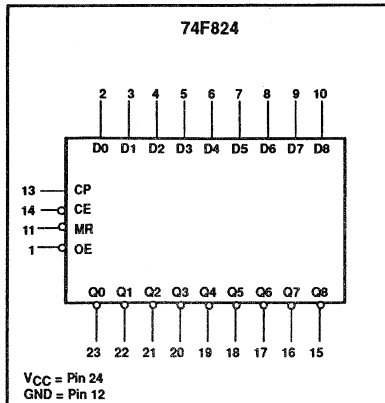 74F824
2 3 4 5 6 7 8 9 10
D0 D1 D2 D3 D4 D5 D6 D7 D8
13 CP
14 CE
11 MR
1 OE
Q0 Q1 Q2 Q3 Q4 Q5 Q6 Q7 Q8
23 22 21 20 19 18 17 16 15
VCC = Pin 24
GND = Pin 12